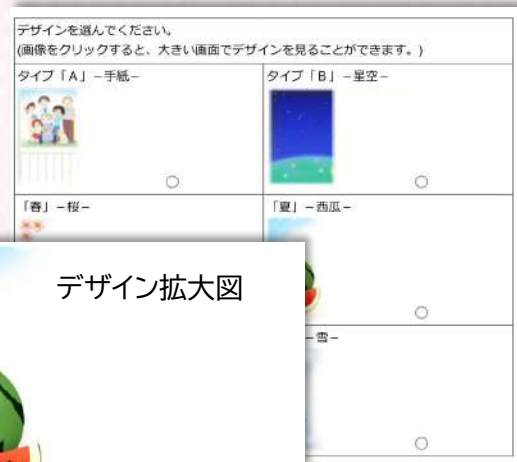 デザインを選んでください。
(画像をクリックすると、大きい画面でデザインを見ることができます。)
タイプ「A」－手紙－
タイプ「B」－星空－
「春」－桜－
「夏」－西瓜－
デザイン拡大図
－雪－